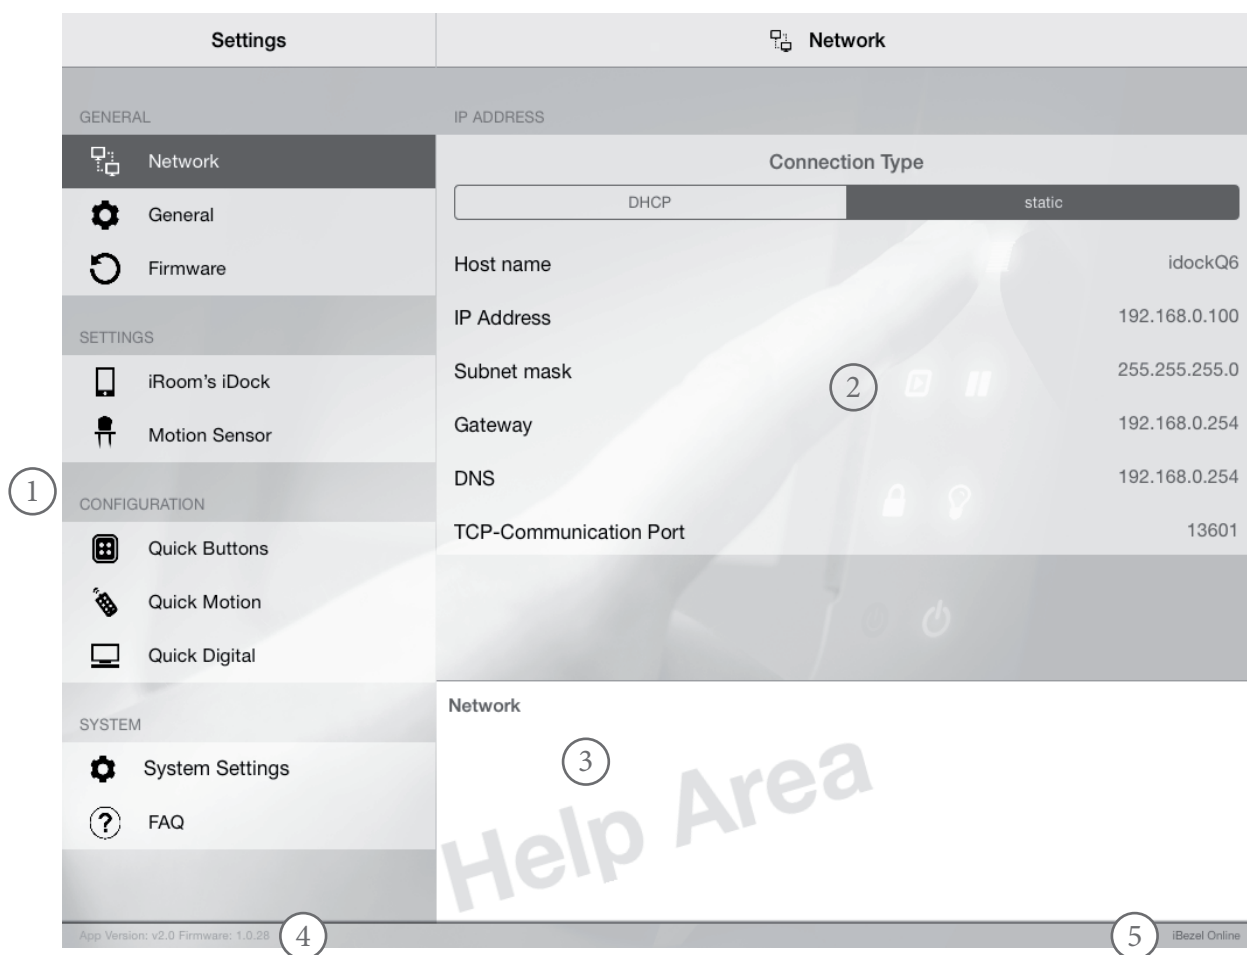 Settings
Network
GENERAL
Network
General
Firmware
SETTINGS
iRoom's iDock
Motion Sensor
1
CONFIGURATION
Quick Buttons
Quick Motion
Quick Digital
SYSTEM
System Settings
? FAQ
IP ADDRESS
Connection Type
DHCP static
Host name idockQ6
IP Address 192.168.0.100
Subnet mask 255.255.255.0
2
Gateway 192.168.0.254
DNS 192.168.0.254
TCP-Communication Port 13601
Network
3
Help Area
App Version: v2.0 Firmware: 1.0.28
4
5
iBezel Online